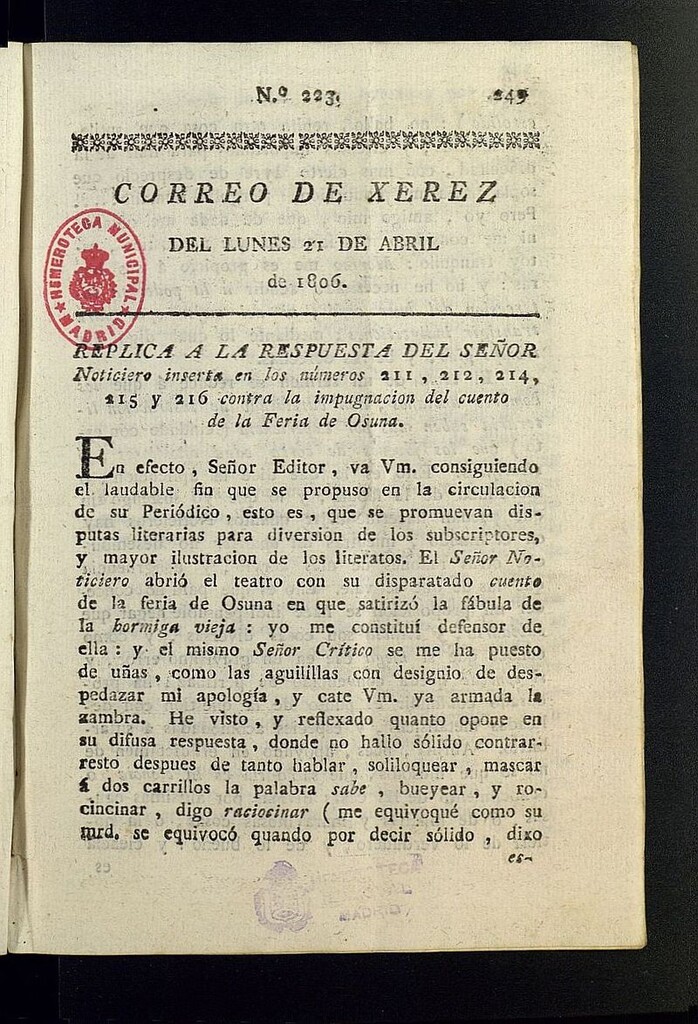 N.º 223. 249
CORREO DE XEREZ
DEL LUNES 21 DE ABRIL
de 1806.
HEMEROTECA MUNICIPAL
★ MADRID ★
REPLICA A LA RESPUESTA DEL SEÑOR
Noticiero inserta en los números 211, 212, 214,
215 y 216 contra la impugnacion del cuento
de la Feria de Osuna.
En efecto, Señor Editor, va Vm. consiguiendo
el laudable fin que se propuso en la circulacion
de su Periódico, esto es, que se promuevan dis-
putas literarias para diversion de los subscriptores,
y mayor ilustracion de los literatos. El Señor No-
ticiero abrió el teatro con su disparatado cuento
de la feria de Osuna en que satirizó la fábula de
la hormiga vieja : yo me constituí defensor de
ella : y el mismo Señor Crítico se me ha puesto
de uñas, como las aguilillas con designio de des-
pedazar mi apología, y cate Vm. ya armada la
zambra. He visto, y reflexado quanto opone en
su difusa respuesta, donde no hallo sólido contrar-
resto despues de tanto hablar, soliloquear, mascar
á dos carrillos la palabra sabe, bueyear, y ro-
cincinar, digo raciocinar ( me equivoqué como su
mrd. se equivocó quando por decir sólido, dixo
es-
HEMEROTECA
MUNICIPAL
MADRID